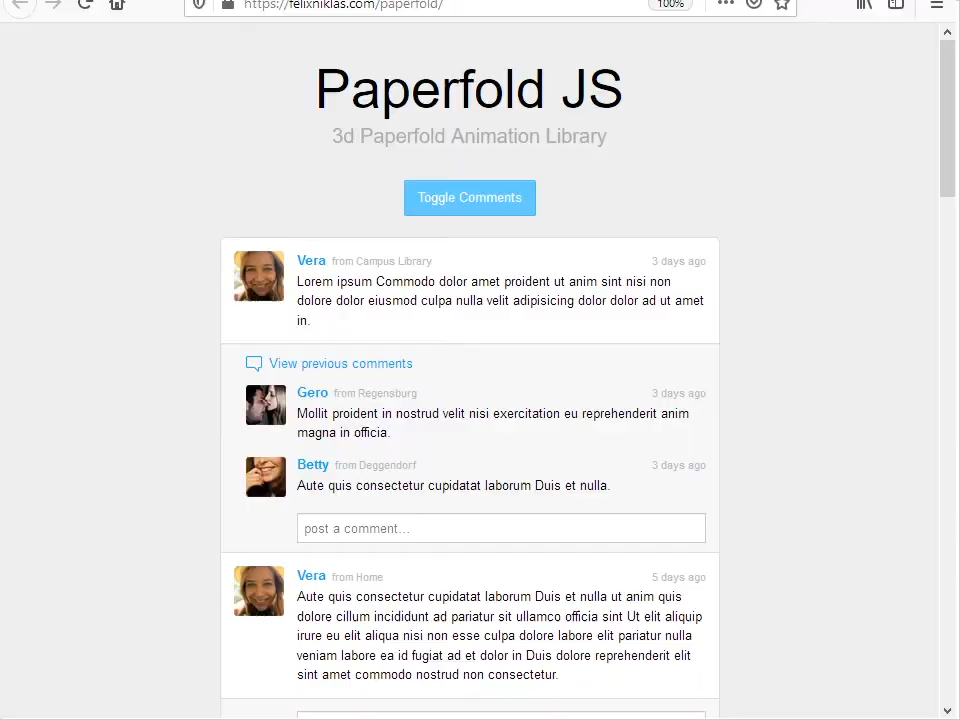 https://felixniklas.com/paperfold/
100%
Paperfold JS
3d Paperfold Animation Library
Toggle Comments
Vera from Campus Library 3 days ago
Lorem ipsum Commodo dolor amet proident ut anim sint nisi non
dolore dolor eiusmod culpa nulla velit adipisicing dolor dolor ad ut amet
in.
View previous comments
Gero from Regensburg 3 days ago
Mollit proident in nostrud velit nisi exercitation eu reprehenderit anim
magna in officia.
Betty from Deggendorf 3 days ago
Aute quis consectetur cupidatat laborum Duis et nulla.
post a comment…
Vera from Home 5 days ago
Aute quis consectetur cupidatat laborum Duis et nulla ut anim quis
dolore cillum incididunt ad pariatur sit ullamco officia sint Ut elit aliquip
irure eu elit aliqua nisi non esse culpa dolore labore elit pariatur nulla
veniam labore ea id fugiat ad et dolor in Duis dolore reprehenderit elit
sint amet commodo nostrud non consectetur.